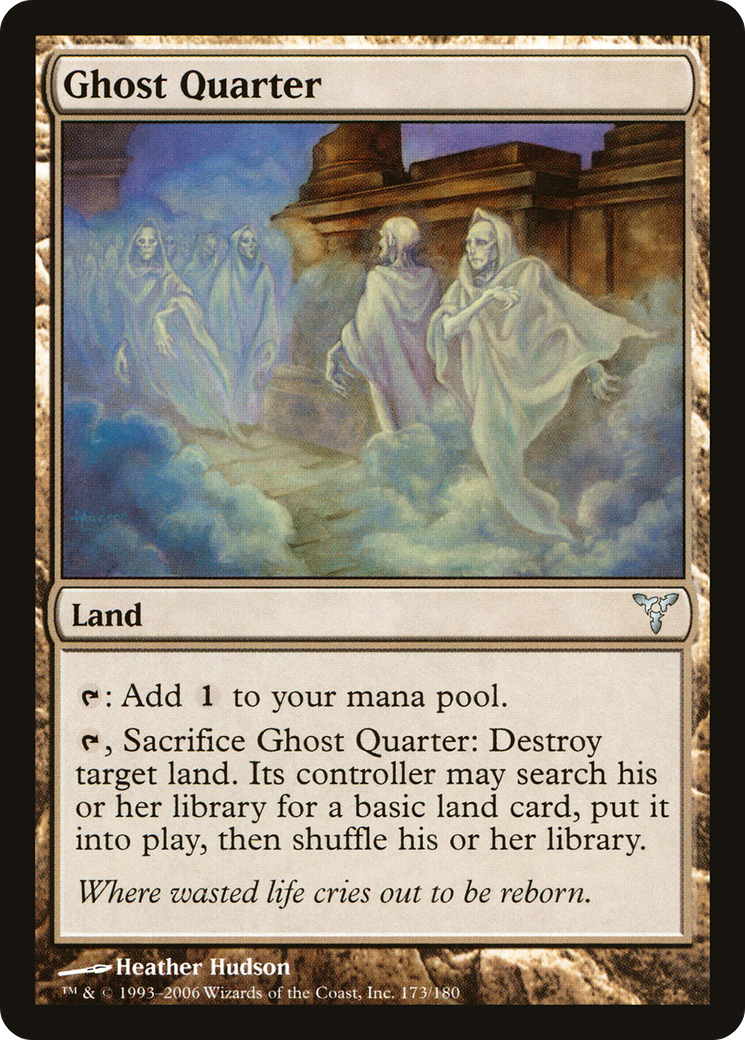 Ghost Quarter
Land
: Add 1 to your mana pool.
, Sacrifice Ghost Quarter: Destroy
target land. Its controller may search his
or her library for a basic land card, put it
into play, then shuffle his or her library.
Where wasted life cries out to be reborn.
Heather Hudson
™ & © 1993–2006 Wizards of the Coast, Inc. 173/180